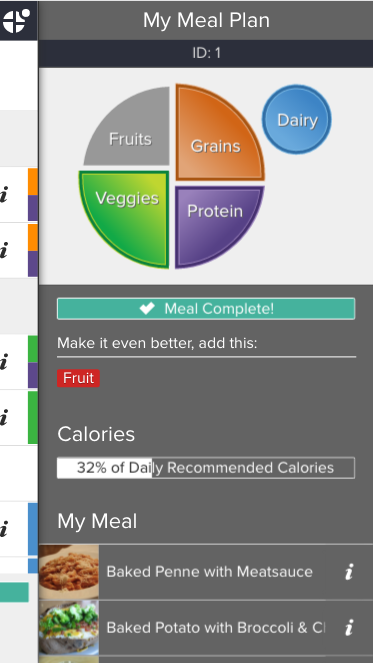 My Meal Plan
ID: 1
Fruits
Grains
Dairy
Veggies
Protein
Meal Complete!
Make it even better, add this:
Fruit
Calories
32% of Daily Recommended Calories
My Meal
Baked Penne with Meatsauce
i
Baked Potato with Broccoli &
i
i
i
i
i
i